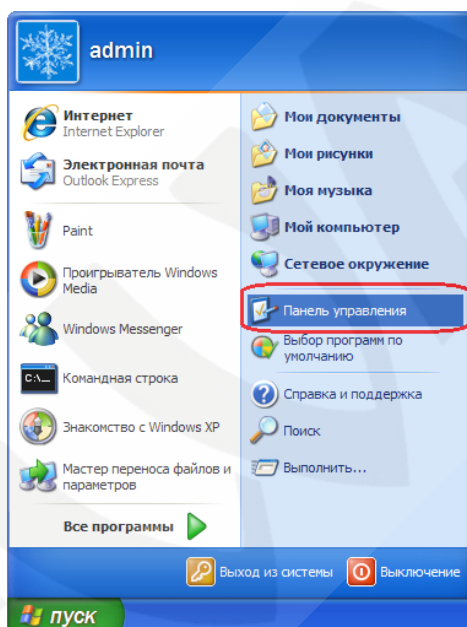 admin
Интернет
Internet Explorer
Электронная почта
Outlook Express
Paint
Проигрыватель Windows
Media
Windows Messenger
C:\_
Командная строка
Знакомство с Windows XP
Мастер переноса файлов и
параметров
Все программы
Мои документы
Мои рисунки
Моя музыка
Мой компьютер
Сетевое окружение
Панель управления
Выбор программ по
умолчанию
Справка и поддержка
Поиск
Выполнить...
Выход из системы
Выключение
пуск